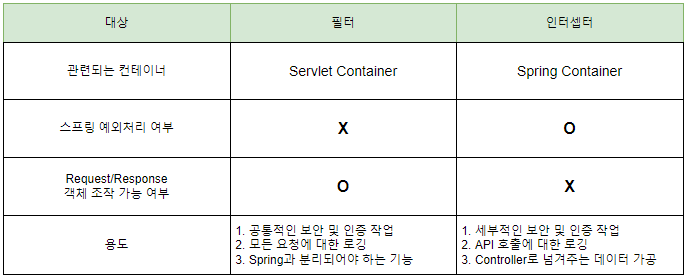 대상
필터
인터셉터
관련되는 컨테이너
Servlet Container
Spring Container
스프링 예외처리 여부
X
O
Request/Response
객체 조작 가능 여부
O
X
용도
1. 공통적인 보안 및 인증 작업
2. 모든 요청에 대한 로깅
3. Spring과 분리되어야 하는 기능
1. 세부적인 보안 및 인증 작업
2. API 호출에 대한 로깅
3. Controller로 넘겨주는 데이터 가공